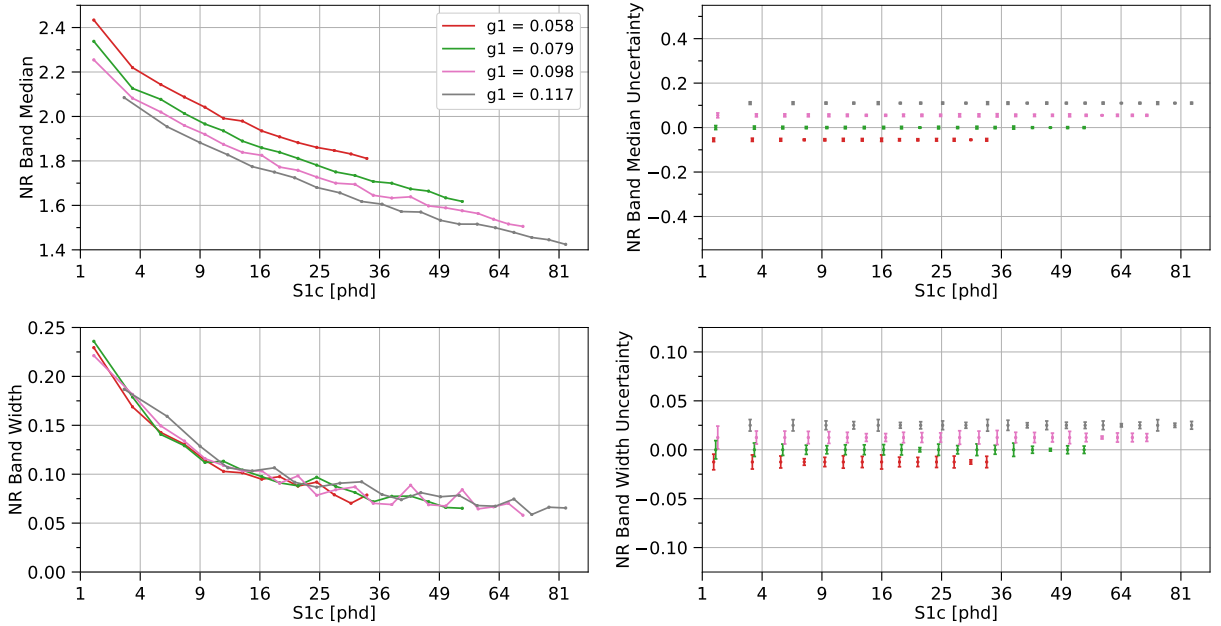 NR Band Median
2.4
2.2
2.0
1.8
1.6
1.4
g1 = 0.058
g1 = 0.079
g1 = 0.098
g1 = 0.117
1 4 9 16 25 36 49 64 81
S1c [phd]
NR Band Median Uncertainty
0.4
0.2
0.0
−0.2
−0.4
1 4 9 16 25 36 49 64 81
S1c [phd]
NR Band Width
0.25
0.20
0.15
0.10
0.05
0.00
1 4 9 16 25 36 49 64 81
S1c [phd]
NR Band Width Uncertainty
0.10
0.05
0.00
−0.05
−0.10
1 4 9 16 25 36 49 64 81
S1c [phd]